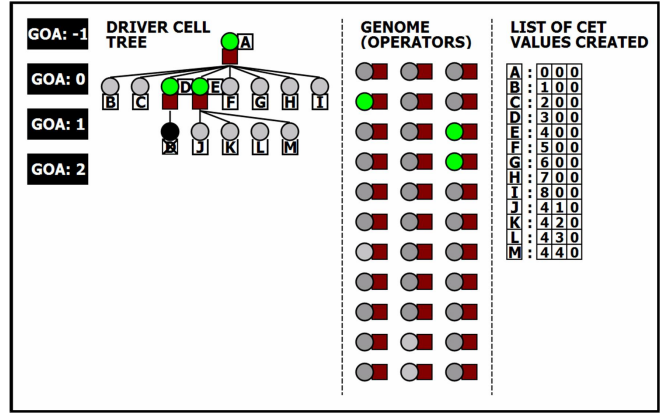 GOA: -1
GOA: 0
GOA: 1
GOA: 2
DRIVER CELL
TREE
A
B C D E F G H I
J K L M
GENOME
(OPERATORS)
LIST OF CET
VALUES CREATED
A : 0 0 0
B : 1 0 0
C : 2 0 0
D : 3 0 0
E : 4 0 0
F : 5 0 0
G : 6 0 0
H : 7 0 0
I : 8 0 0
J : 4 1 0
K : 4 2 0
L : 4 3 0
M : 4 4 0